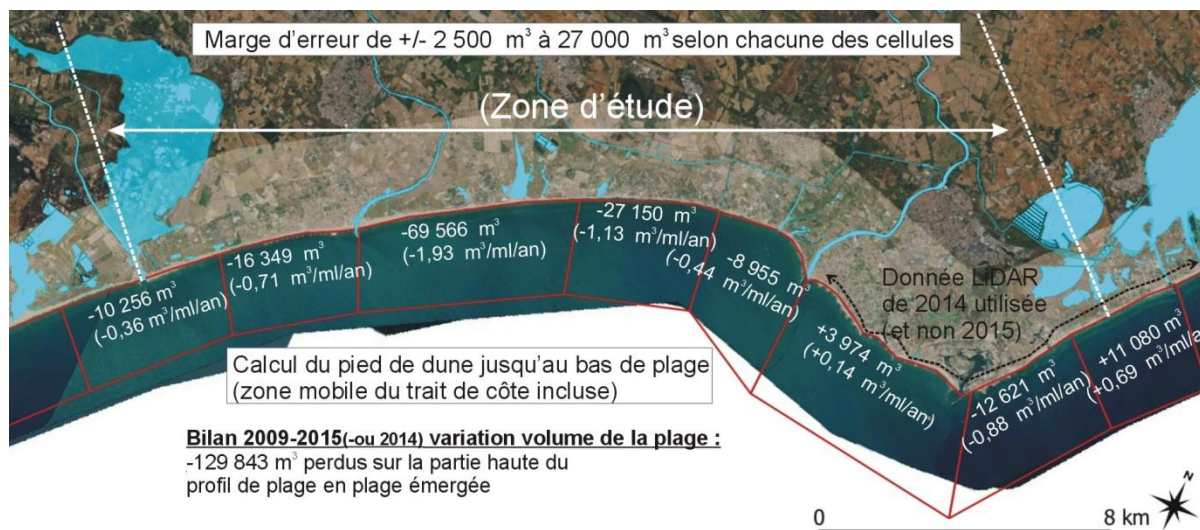 Marge d'erreur de +/- 2 500 m³ à 27 000 m³ selon chacune des cellules
(Zone d'étude)
-10 256 m³
(-0,36 m³/ml/an)
-16 349 m³
(-0,71 m³/ml/an)
-69 566 m³
(-1,93 m³/ml/an)
-27 150 m³
(-1,13 m³/ml/an)
-8 955 m³
(-0,44 m³/ml/an)
+3 974 m³
(+0,14 m³/ml/an)
-12 621 m³
(-0,88 m³/ml/an)
+11 080 m³
(+0,69 m³/ml/a
Donnée LiDAR
de 2014 utilisée
(et non 2015)
Calcul du pied de dune jusqu'au bas de plage
(zone mobile du trait de côte incluse)
Bilan 2009-2015(-ou 2014) variation volume de la plage :
-129 843 m³ perdus sur la partie haute du
profil de plage en plage émergée
0 8 km
N